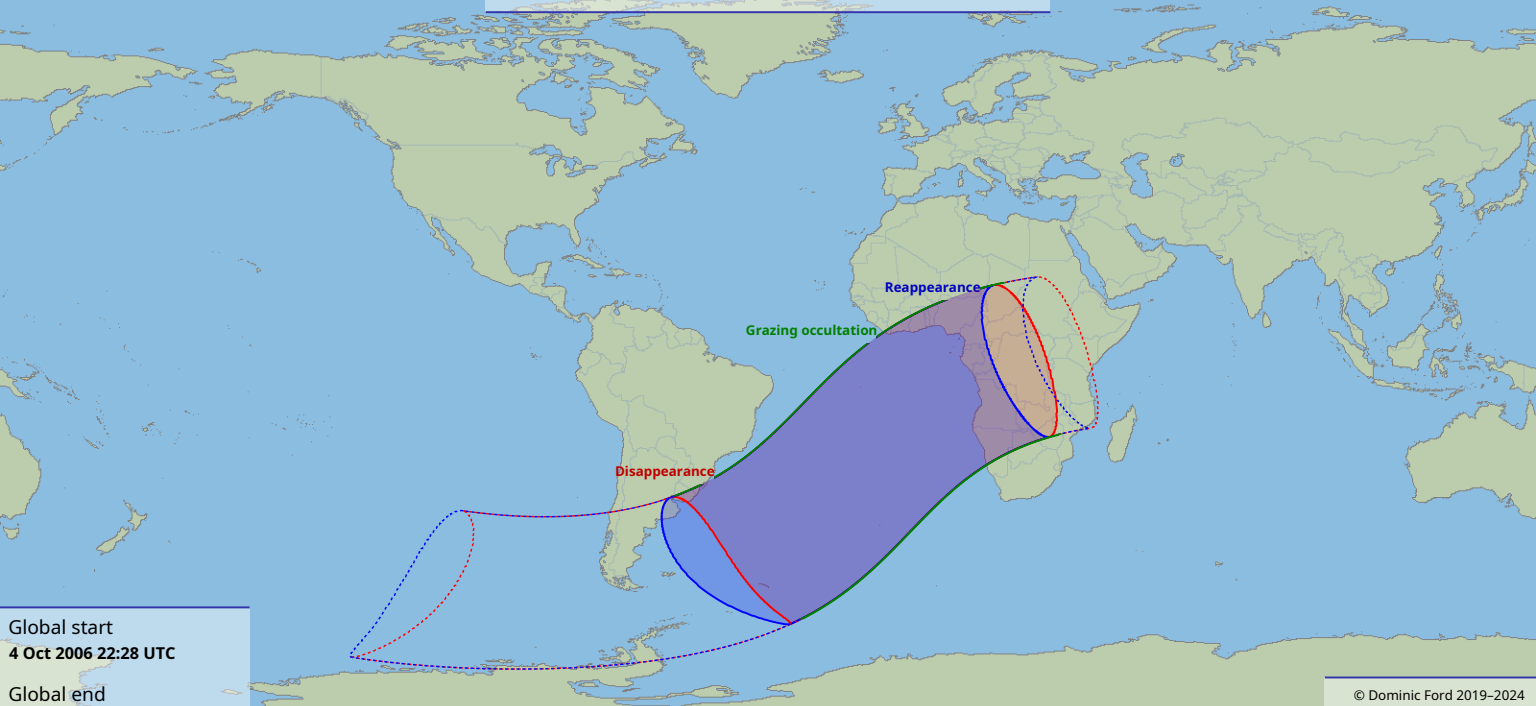 Reappearance
Grazing occultation
Disappearance
Global start
4 Oct 2006 22:28 UTC
Global end
© Dominic Ford 2019–2024